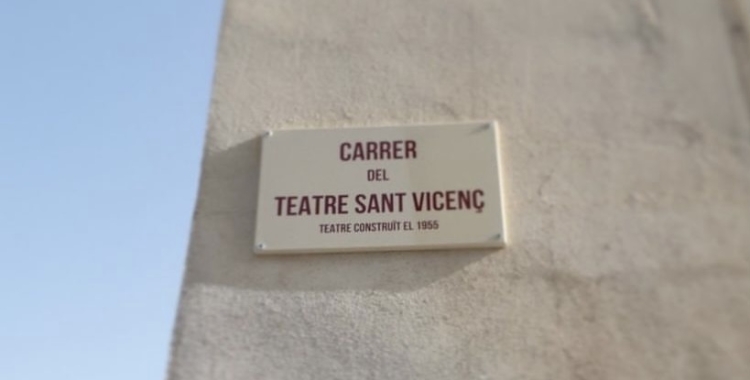 CARRER
DEL
TEATRE SANT VICENÇ
TEATRE CONSTRUÏT EL 1955